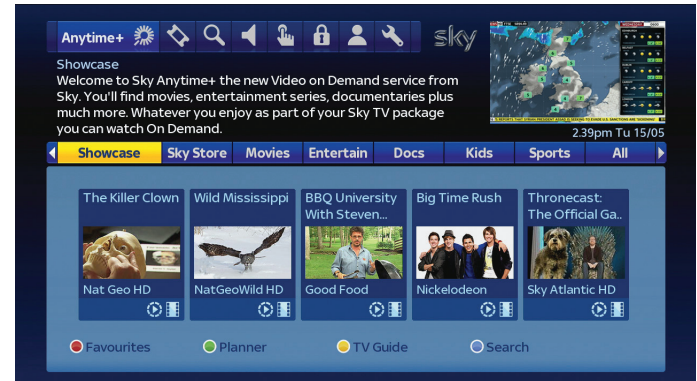 Anytime+
sky
Showcase
Welcome to Sky Anytime+ the new Video on Demand service from
Sky. You'll find movies, entertainment series, documentaries plus
much more. Whatever you enjoy as part of your Sky TV package
you can watch On Demand.
2.39pm Tu 15/05
Showcase Sky Store Movies Entertain Docs Kids Sports All
The Killer Clown Wild Mississippi BBQ University Big Time Rush Thronecast:
With Steven... The Official Ga..
Nat Geo HD NatGeoWild HD Good Food Nickelodeon Sky Atlantic HD
Favourites Planner TV Guide Search